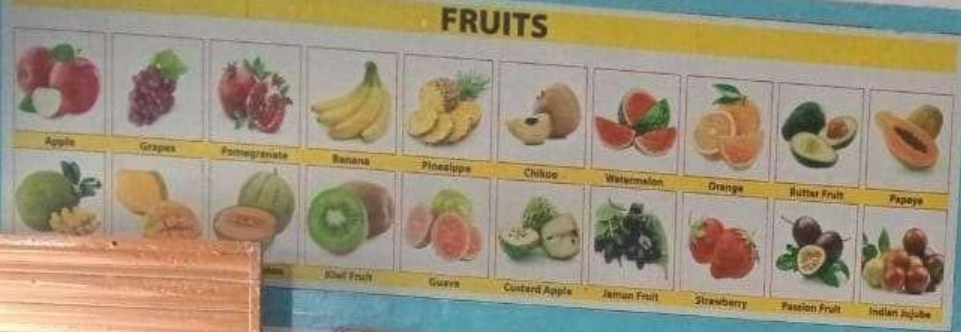 FRUITS
Apple Grapes Pomegranate Banana Pineapple Chikoo Watermelon Orange Butter Fruit Papaya
Kiwi Fruit Guava Custard Apple Jamun Fruit Strawberry Passion Fruit Indian Jujube